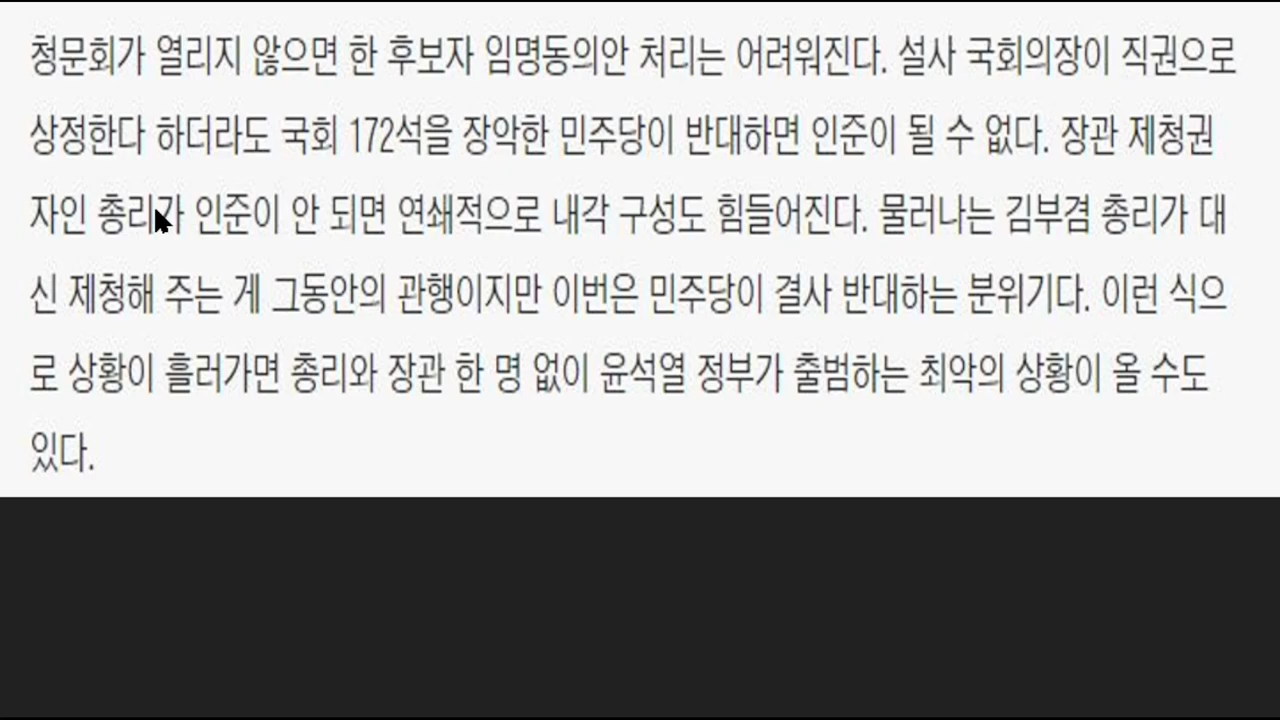 청문회가 열리지 않으면 한 후보자 임명동의안 처리는 어려워진다. 설사 국회의장이 직권으로
상정한다 하더라도 국회 172석을 장악한 민주당이 반대하면 인준이 될 수 없다. 장관 제청권
자인 총리가 인준이 안 되면 연쇄적으로 내각 구성도 힘들어진다. 물러나는 김부겸 총리가 대
신 제청해 주는 게 그동안의 관행이지만 이번은 민주당이 결사 반대하는 분위기다. 이런 식으
로 상황이 흘러가면 총리와 장관 한 명 없이 윤석열 정부가 출범하는 최악의 상황이 올 수도
있다.